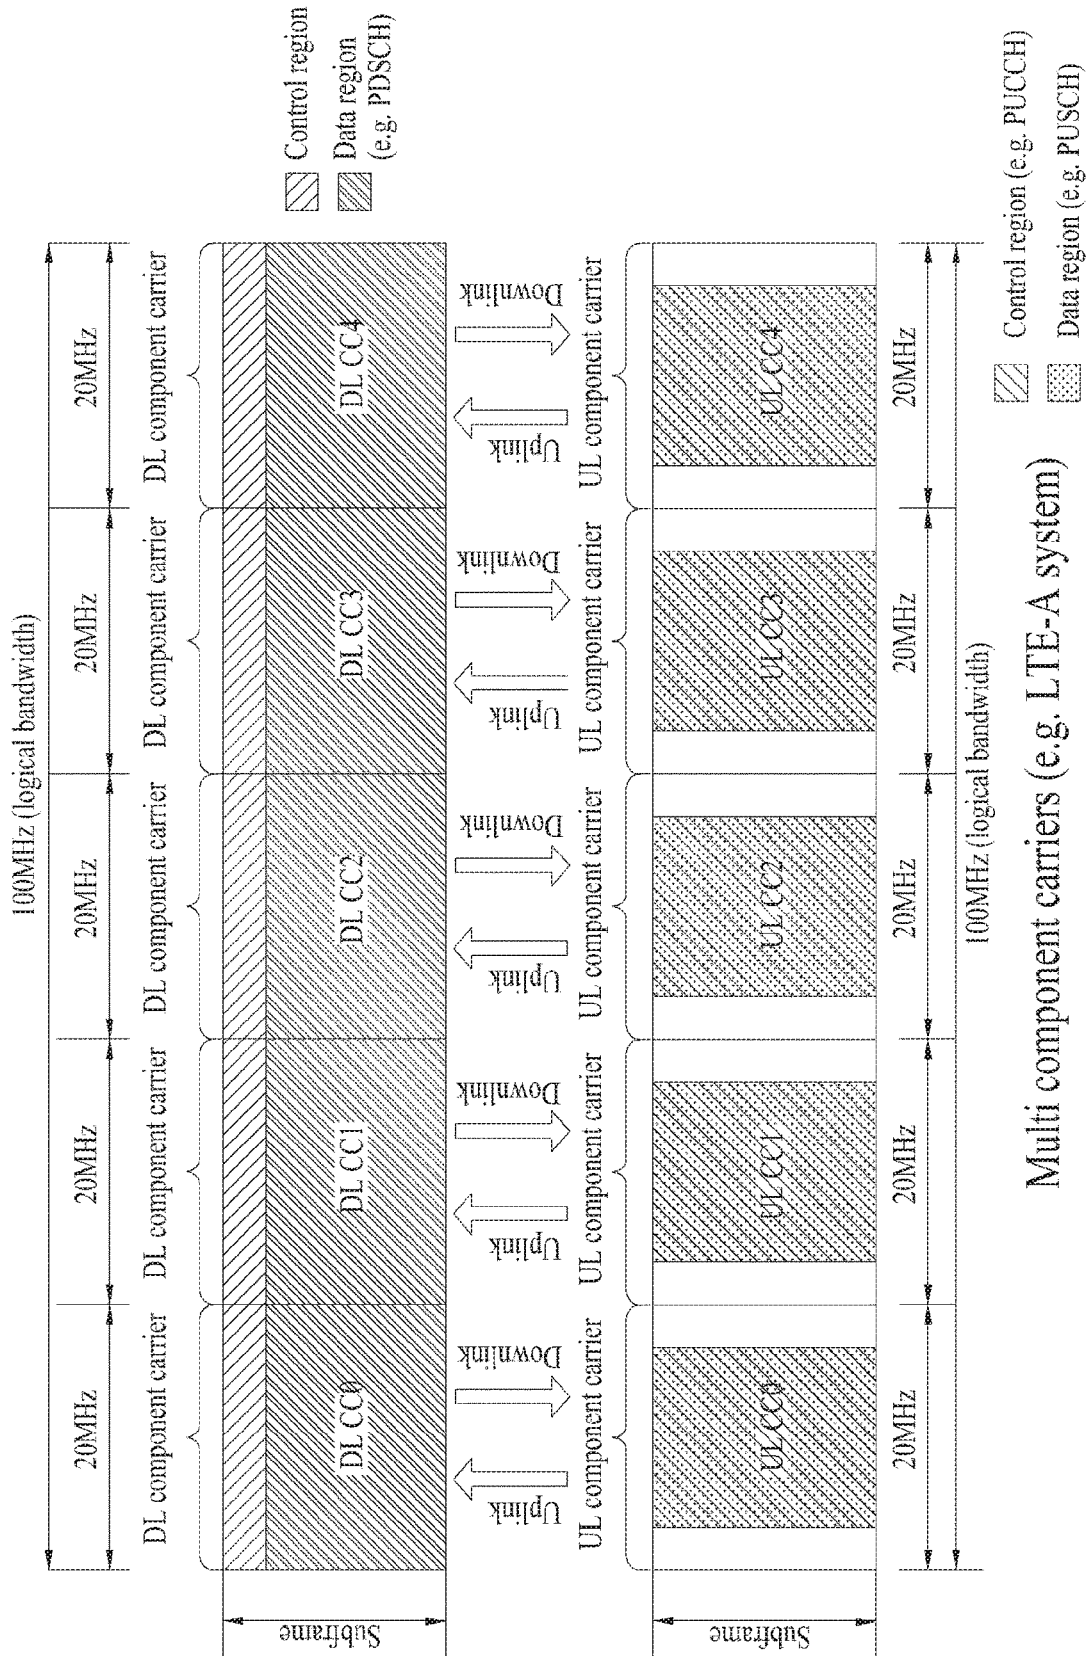 100MHz (logical bandwidth)
20MHz
20MHz
20MHz
20MHz
20MHz
DL component carrier
DL component carrier
DL component carrier
DL component carrier
DL component carrier
Subframe
DL CC0
DL CC1
DL CC2
DL CC3
DL CC4
Control region
Data region
(e.g. PDSCH)
Uplink
Downlink
Uplink
Downlink
Uplink
Downlink
Uplink
Downlink
Uplink
Downlink
UL component carrier
UL component carrier
UL component carrier
UL component carrier
UL component carrier
Subframe
UL CC0
UL CC1
UL CC2
UL CC3
UL CC4
20MHz
20MHz
20MHz
20MHz
20MHz
100MHz (logical bandwidth)
Control region (e.g. PUCCH)
Data region (e.g. PUSCH)
Multi component carriers (e.g. LTE-A system)